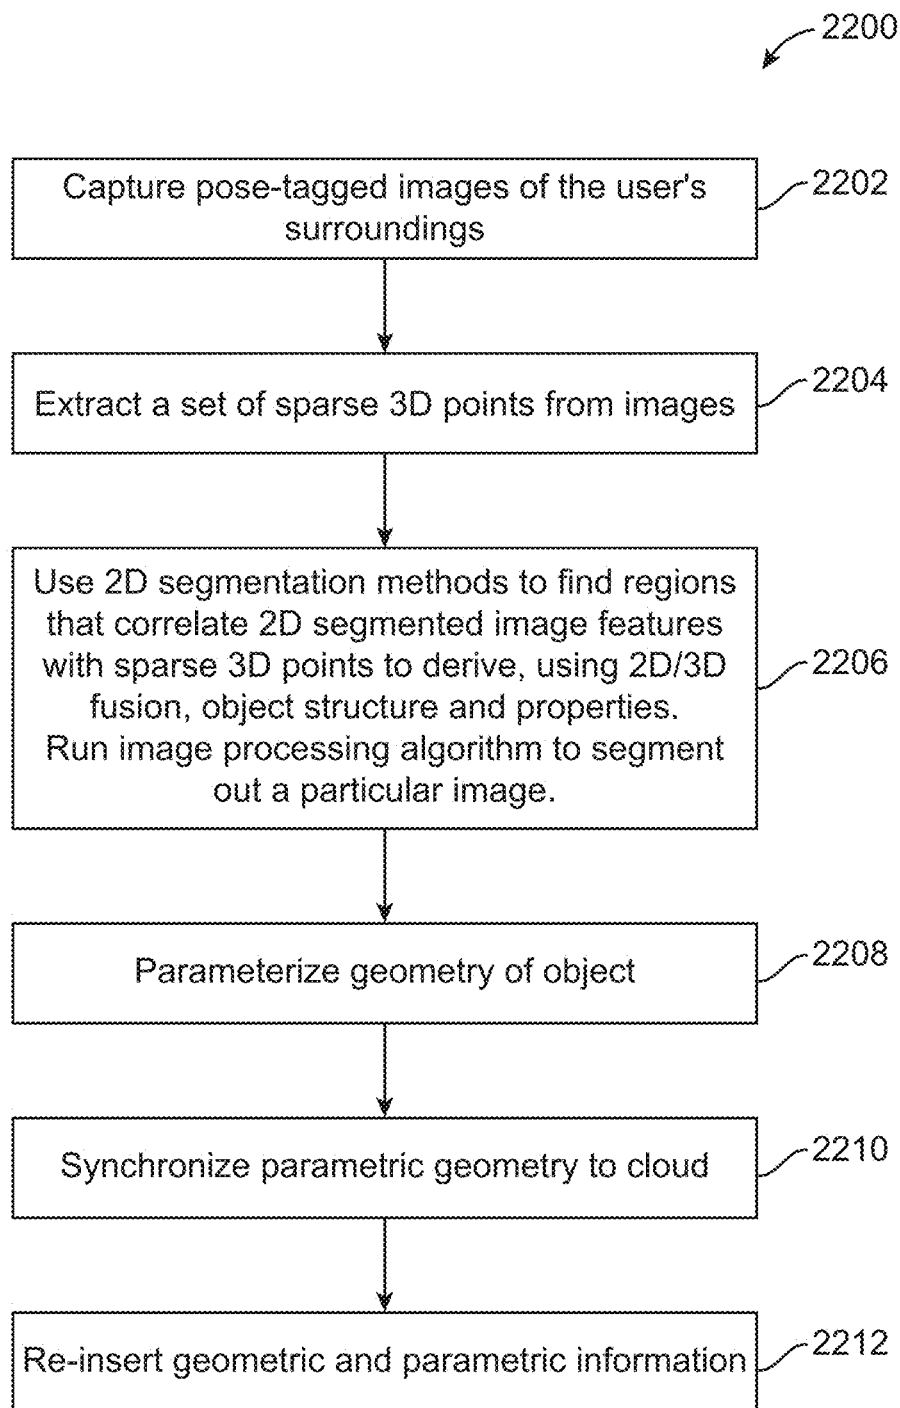 2200
Capture pose-tagged images of the user's
surroundings
2202
Extract a set of sparse 3D points from images
2204
Use 2D segmentation methods to find regions
that correlate 2D segmented image features
with sparse 3D points to derive, using 2D/3D
fusion, object structure and properties.
Run image processing algorithm to segment
out a particular image.
2206
Parameterize geometry of object
2208
Synchronize parametric geometry to cloud
2210
Re-insert geometric and parametric information
2212